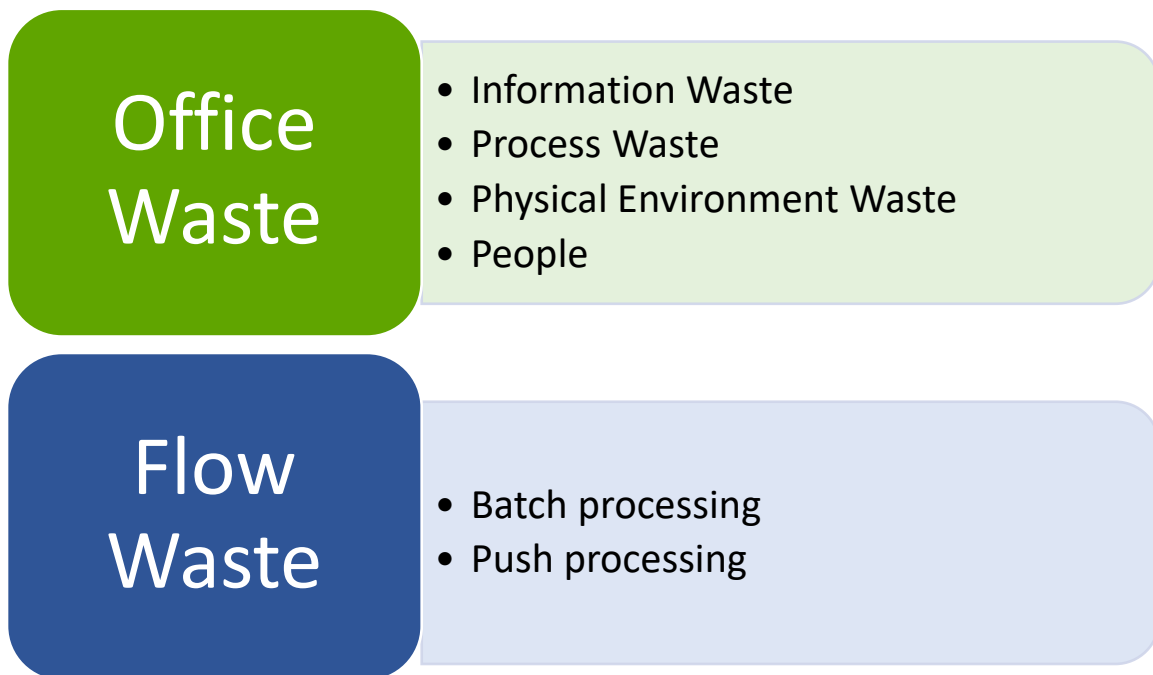 Office
Waste
• Information Waste
• Process Waste
• Physical Environment Waste
• People
Flow
Waste
• Batch processing
• Push processing